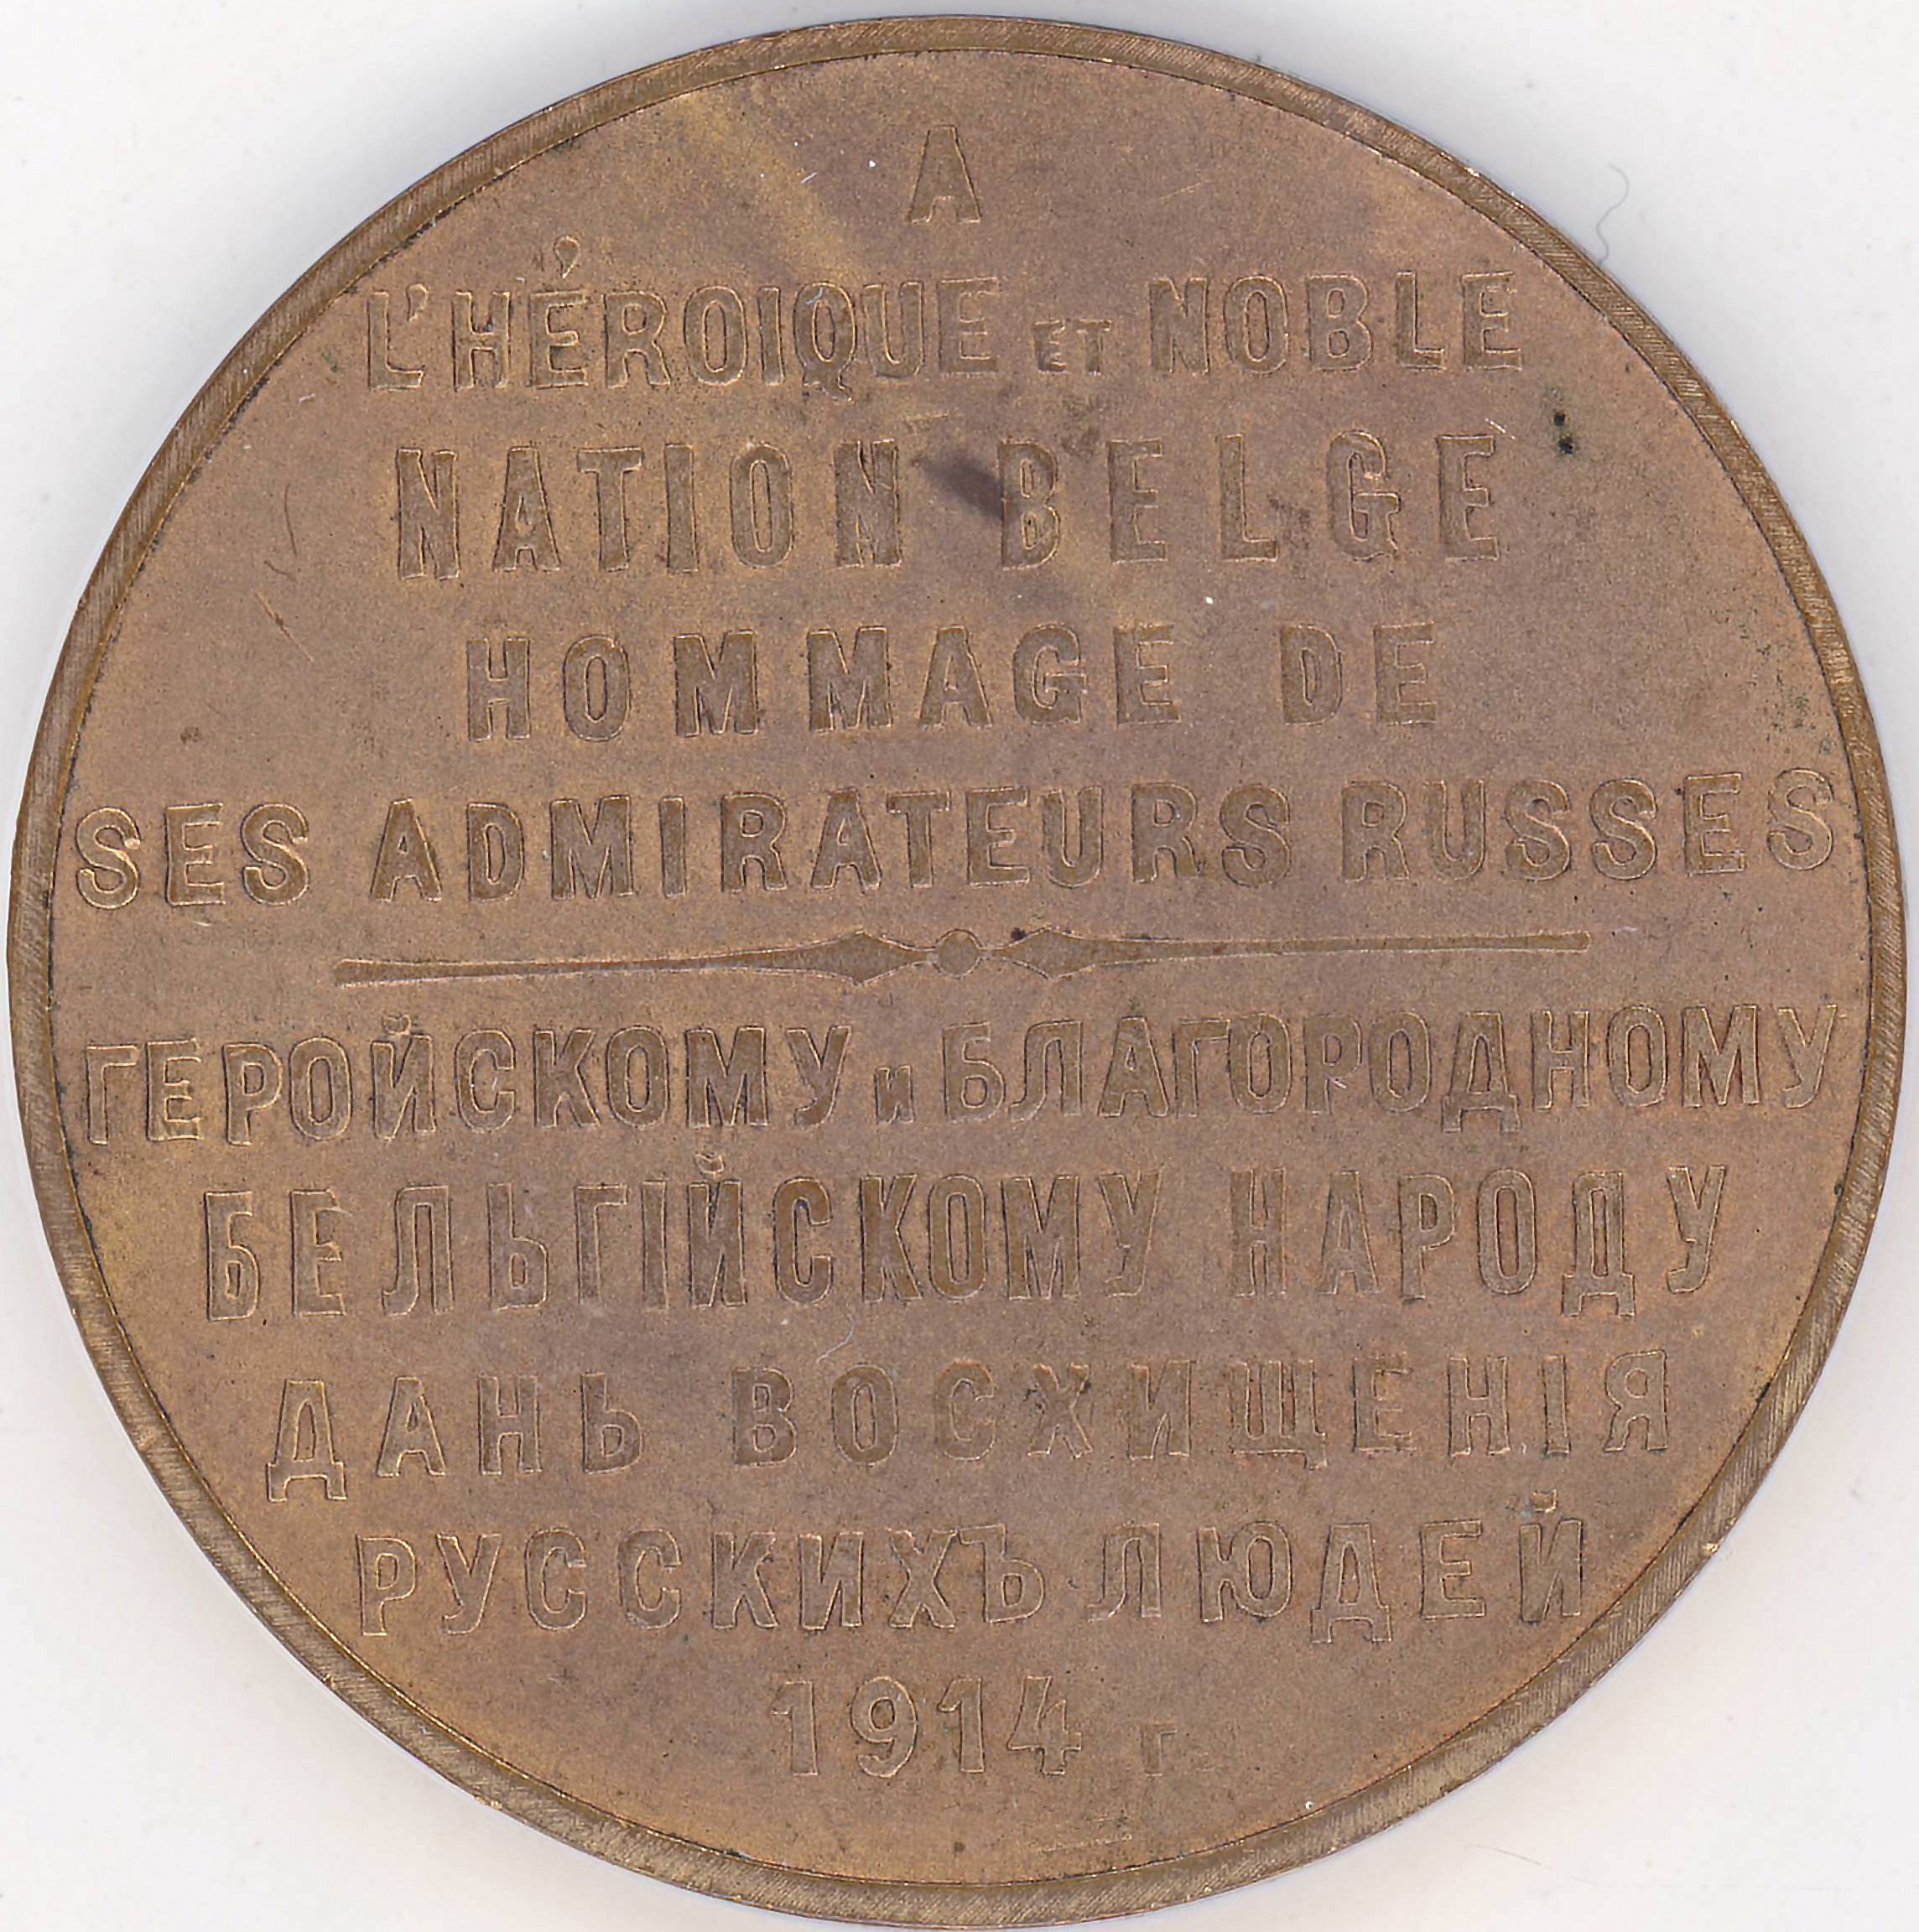 A
L'HÉROIQUE ET NOBLE
NATION BELGE
HOMMAGE DE
SES ADMIRATEURS RUSSES
ГЕРОЙСКОМУ И БЛАГОРОДНОМУ
БЕЛЬГІЙСКОМУ НАРОДУ
ДАНЬ ВОСХИЩЕНІЯ
РУССКИХЪ ЛЮДЕЙ
1914 г